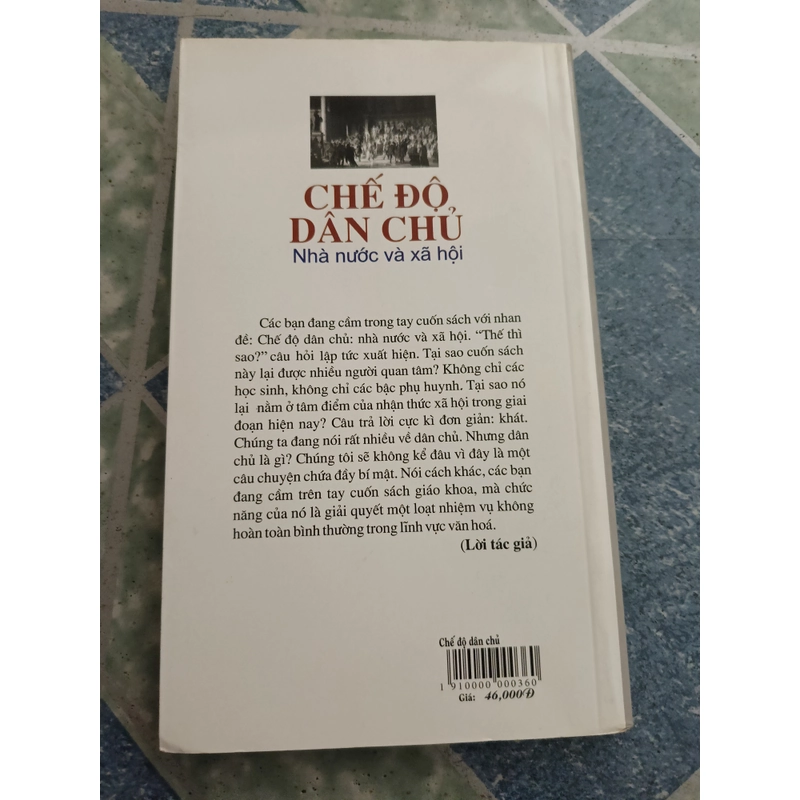 CHẾ ĐỘ
DÂN CHỦ
Nhà nước và xã hội
Các bạn đang cầm trong tay cuốn sách với nhan
đề: Chế độ dân chủ: nhà nước và xã hội. “Thế thì
sao?” câu hỏi lập tức xuất hiện. Tại sao cuốn sách
này lại được nhiều người quan tâm? Không chỉ các
học sinh, không chỉ các bậc phụ huynh. Tại sao nó
lại nằm ở tâm điểm của nhận thức xã hội trong giai
đoạn hiện nay? Câu trả lời cực kì đơn giản: khát.
Chúng ta đang nói rất nhiều về dân chủ. Nhưng dân
chủ là gì? Chúng tôi sẽ không kể đâu vì đây là một
câu chuyện chứa đầy bí mật. Nói cách khác, các bạn
đang cầm trên tay cuốn sách giáo khoa, mà chức
năng của nó là giải quyết một loạt nhiệm vụ không
hoàn toàn bình thường trong lĩnh vực văn hoá.
(Lời tác giả)
Chế độ dân chủ
1 910000 000360
Giá: 46,000Đ